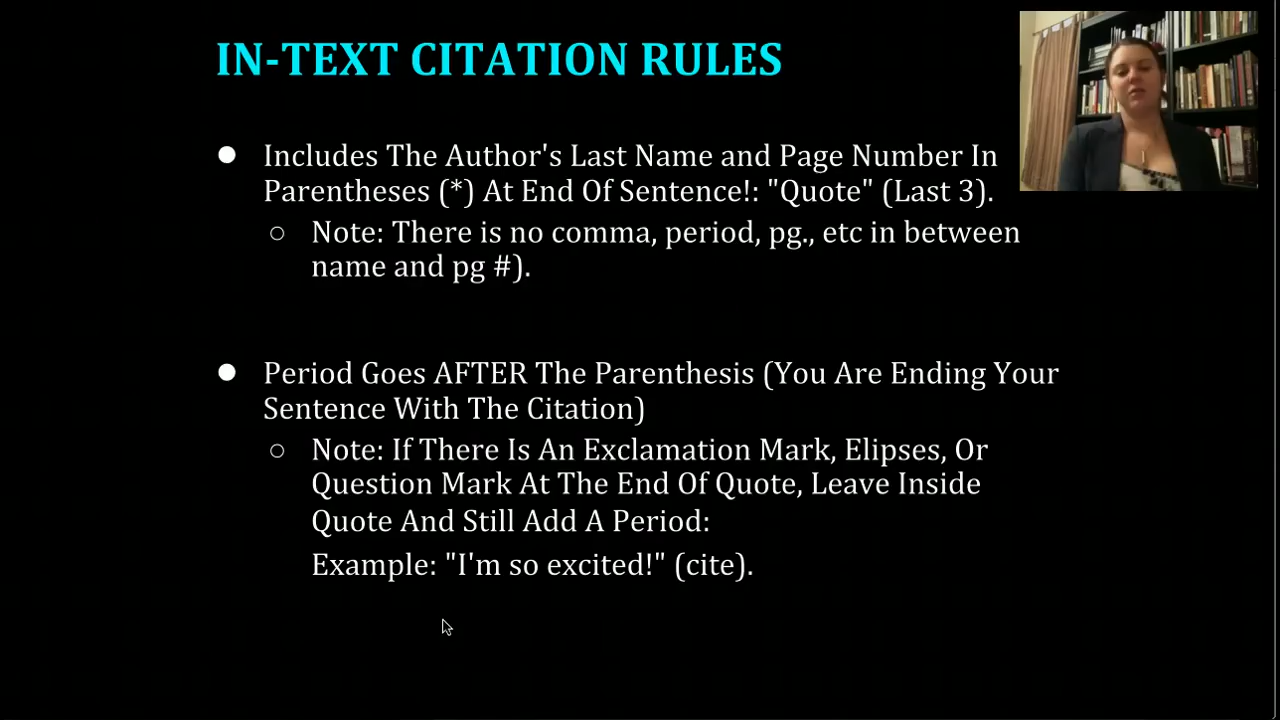 IN-TEXT CITATION RULES
● Includes The Author's Last Name and Page Number In
Parentheses (*) At End Of Sentence!: "Quote" (Last 3).
○ Note: There is no comma, period, pg., etc in between
name and pg #).
● Period Goes AFTER The Parenthesis (You Are Ending Your
Sentence With The Citation)
○ Note: If There Is An Exclamation Mark, Elipses, Or
Question Mark At The End Of Quote, Leave Inside
Quote And Still Add A Period:
Example: "I'm so excited!" (cite).